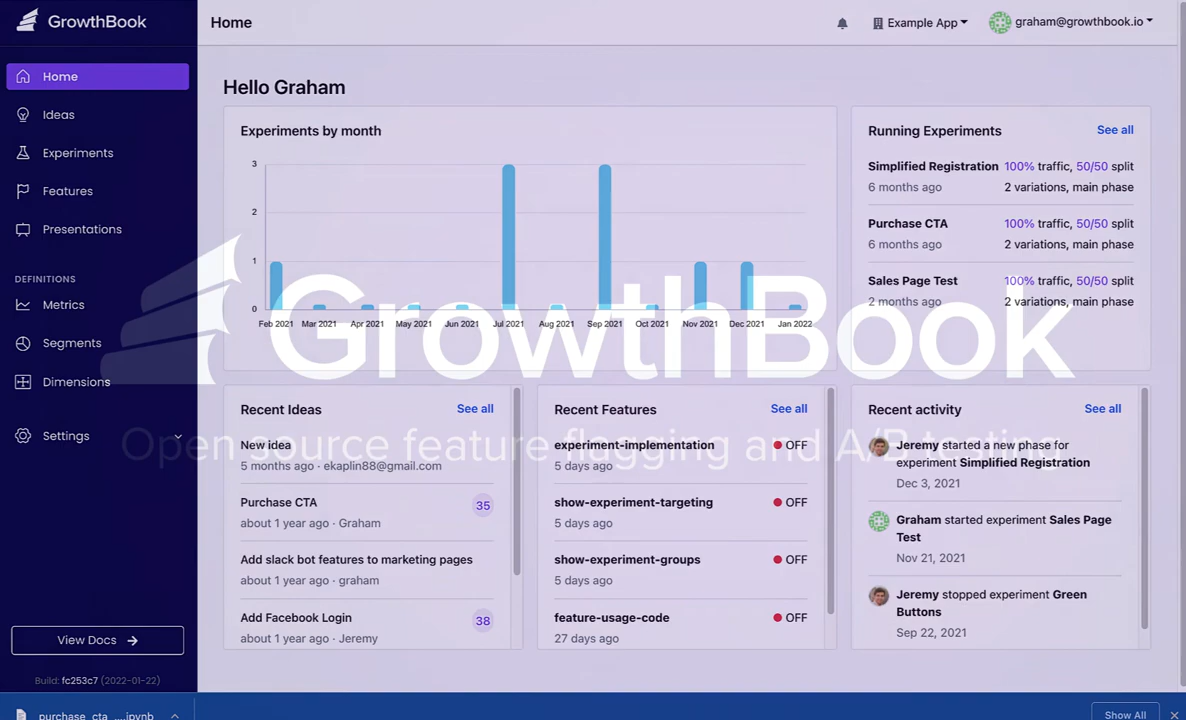 GrowthBook
Home
Example App
graham@growthbook.io
Home
Ideas
Experiments
Features
Presentations
DEFINITIONS
Metrics
Segments
Dimensions
Settings
View Docs
Build: fc253c7 (2022-01-22)
Hello Graham
Experiments by month
3
2
1
0
Feb 2021 Mar 2021 Apr 2021 May 2021 Jun 2021 Jul 2021 Aug 2021 Sep 2021 Oct 2021 Nov 2021 Dec 2021 Jan 2022
Running Experiments See all
Simplified Registration 100% traffic, 50/50 split
6 months ago 2 variations, main phase
Purchase CTA 100% traffic, 50/50 split
6 months ago 2 variations, main phase
Sales Page Test 100% traffic, 50/50 split
2 months ago 2 variations, main phase
GrowthBook
Open source feature flagging and A/B testing
Recent Ideas See all
New idea
5 months ago · ekaplin88@gmail.com
Purchase CTA 35
about 1 year ago · Graham
Add slack bot features to marketing pages
about 1 year ago · graham
Add Facebook Login 38
about 1 year ago · Jeremy
Recent Features See all
experiment-implementation OFF
5 days ago
show-experiment-targeting OFF
5 days ago
show-experiment-groups OFF
5 days ago
feature-usage-code OFF
27 days ago
Recent activity See all
Jeremy started a new phase for
experiment Simplified Registration
Dec 3, 2021
Graham started experiment Sales Page
Test
Nov 21, 2021
Jeremy stopped experiment Green
Buttons
Sep 22, 2021
purchase_cta_....ipynb
Show All